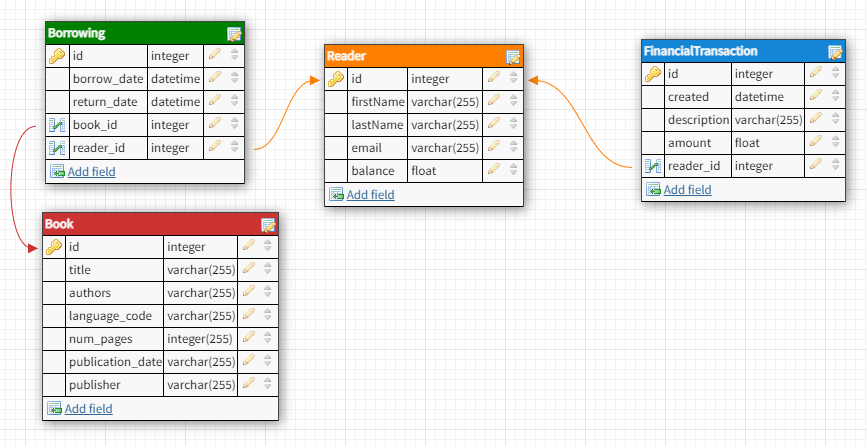 Borrowing
id integer
borrow_date datetime
return_date datetime
book_id integer
reader_id integer
Add field
Reader
id integer
firstName varchar(255)
lastName varchar(255)
email varchar(255)
balance float
Add field
FinancialTransaction
id integer
created datetime
description varchar(255)
amount float
reader_id integer
Add field
Book
id integer
title varchar(255)
authors varchar(255)
language_code varchar(255)
num_pages integer(255)
publication_date varchar(255)
publisher varchar(255)
Add field